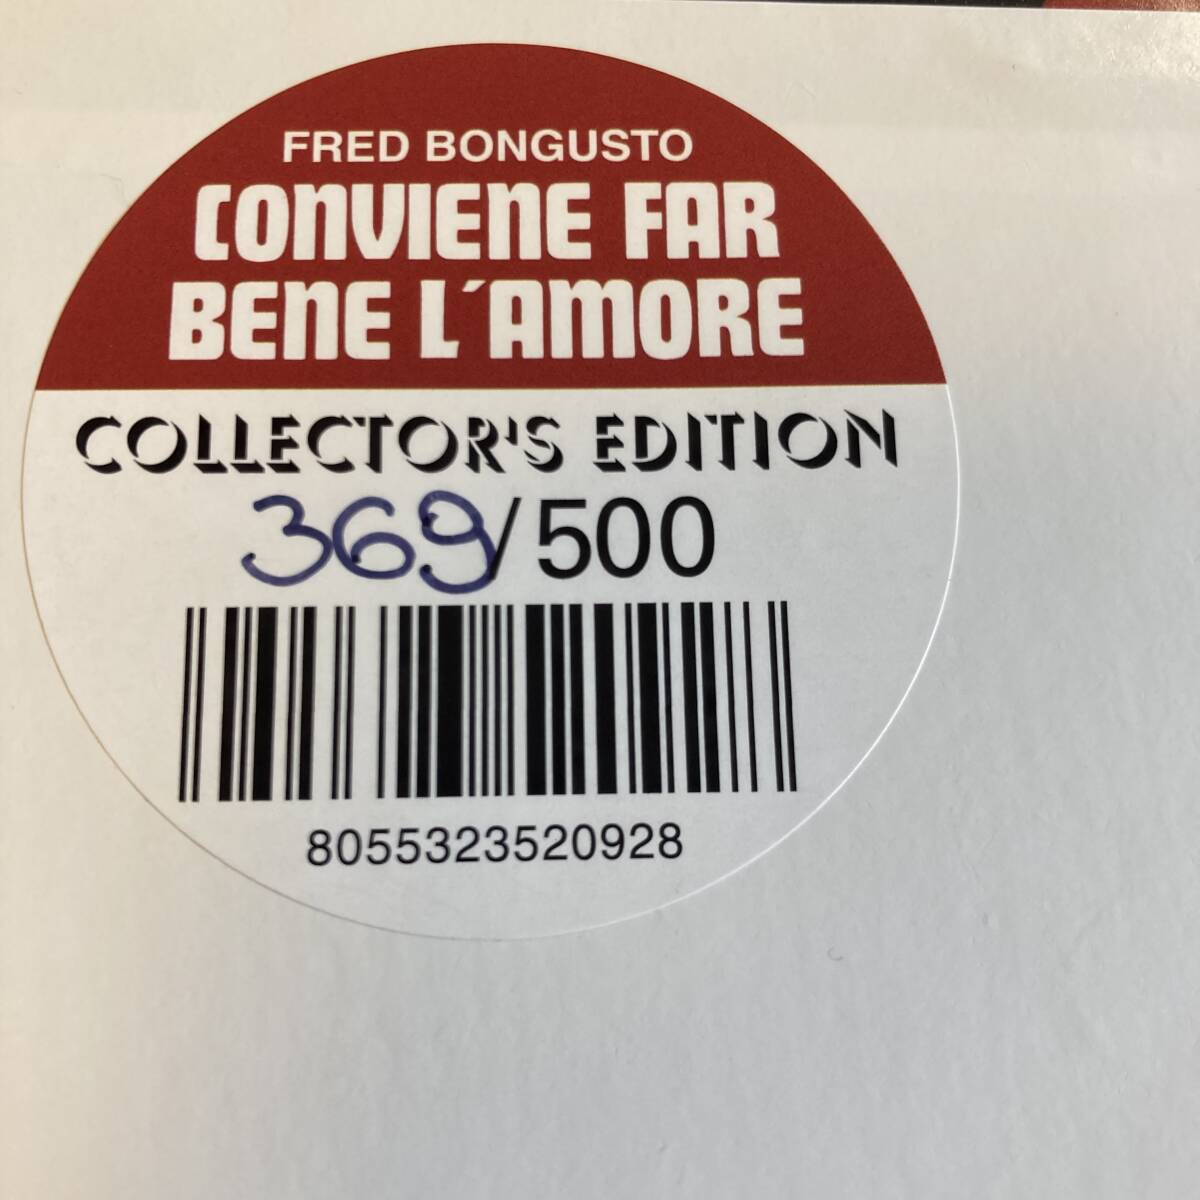 FRED BONGUSTO
CONVIENE FAR
BENE L'AMORE
COLLECTOR'S EDITION
369/500
8055323520928